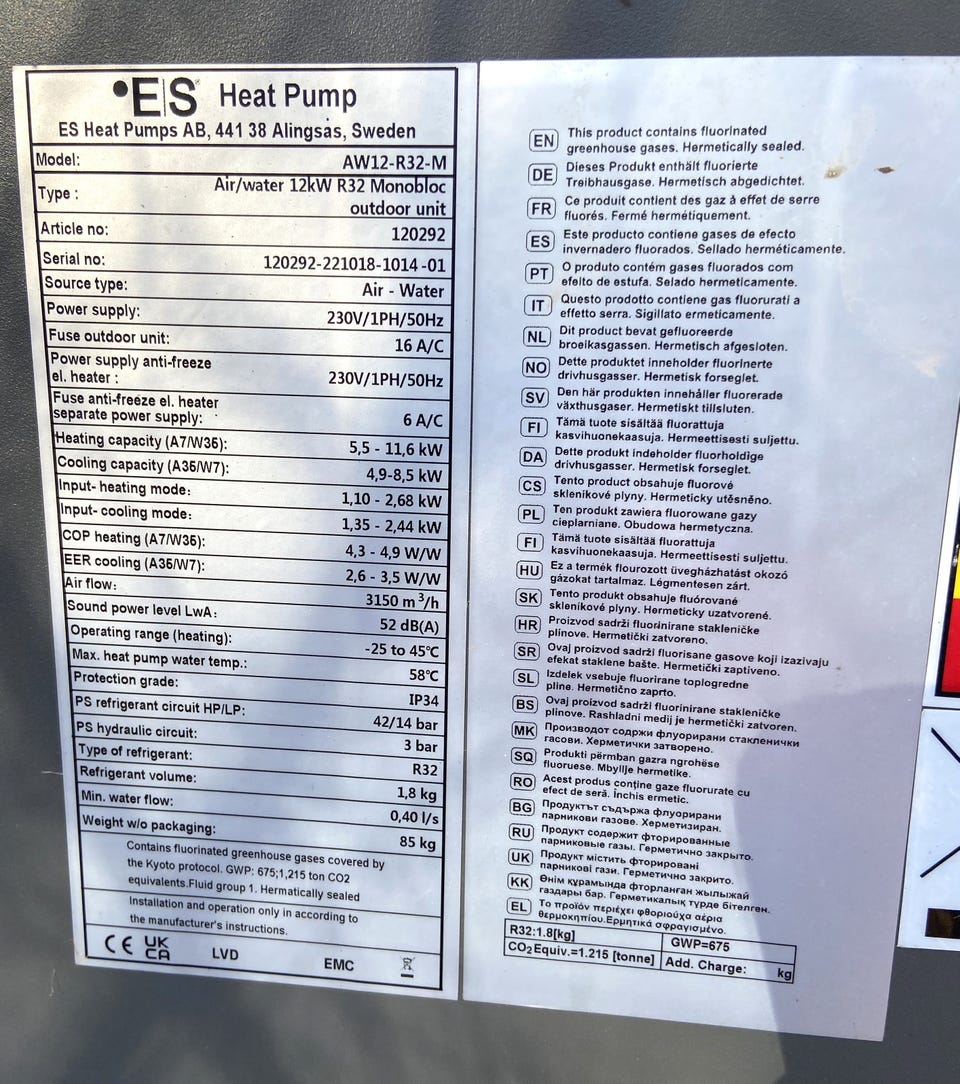 •E|S® Heat Pump
ES Heat Pumps AB, 441 38 Alingsås, Sweden
Model: AW12-R32-M
Type : Air/water 12kW R32 Monobloc
outdoor unit
Article no: 120292
Serial no: 120292-221018-1014-01
Source type: Air - Water
Power supply: 230V/1PH/50Hz
Fuse outdoor unit: 16 A/C
Power supply anti-freeze
el. heater : 230V/1PH/50Hz
Fuse anti-freeze el. heater
separate power supply: 6 A/C
Heating capacity (A7/W35): 5,5 - 11,6 kW
Cooling capacity (A35/W7): 4,9-8,5 kW
Input- heating mode: 1,10 - 2,68 kW
Input- cooling mode: 1,35 - 2,44 kW
COP heating (A7/W35): 4,3 - 4,9 W/W
EER cooling (A35/W7): 2,6 - 3,5 W/W
Air flow: 3150 m³/h
Sound power level LwA: 52 dB(A)
Operating range (heating): -25 to 45℃
Max. heat pump water temp.: 58℃
Protection grade: IP34
PS refrigerant circuit HP/LP: 42/14 bar
PS hydraulic circuit: 3 bar
Type of refrigerant: R32
Refrigerant volume: 1,8 kg
Min. water flow: 0,40 l/s
Weight w/o packaging: 85 kg
Contains fluorinated greenhouse gases covered by
the Kyoto protocol. GWP: 675;1,215 ton CO2
equivalents.Fluid group 1. Hermatically sealed
Installation and operation only in according to
the manufacturer's instructions.
CE UK CA LVD EMC
EN This product contains fluorinated
greenhouse gases. Hermetically sealed.
DE Dieses Produkt enthält fluorierte
Treibhausgase. Hermetisch abgedichtet.
FR Ce produit contient des gaz à effet de serre
fluorés. Fermé hermétiquement.
ES Este producto contiene gases de efecto
invernadero fluorados. Sellado herméticamente.
PT O produto contém gases fluorados com
efeito de estufa. Selado hermeticamente.
IT Questo prodotto contiene gas fluorurati a
effetto serra. Sigillato ermeticamente.
NL Dit product bevat gefluoreerde
broeikasgassen. Hermetisch afgesloten.
NO Dette produktet inneholder fluorinerte
drivhusgasser. Hermetisk forseglet.
SV Den här produkten innehåller fluorerade
växthusgaser. Hermetiskt tillsluten.
FI Tämä tuote sisältää fluorattuja
kasvihuonekaasuja. Hermeettisesti suljettu.
DA Dette produkt indeholder fluorholdige
drivhusgasser. Hermetisk forseglet.
CS Tento produkt obsahuje fluorové
skleníkové plyny. Hermeticky utěsněno.
PL Ten produkt zawiera fluorowane gazy
cieplarniane. Obudowa hermetyczna.
FI Tämä tuote sisältää fluorattuja
kasvihuonekaasuja. Hermeettisesti suljettu.
HU Ez a termék flourozott üvegházhatást okozó
gázokat tartalmaz. Légmentesen zárt.
SK Tento produkt obsahuje fluórované
skleníkové plyny. Hermeticky uzatvorené.
HR Proizvod sadrži fluorinirane stakleničke
plinove. Hermetički zatvoreno.
SR Ovaj proizvod sadrži fluorisane gasove koji izazivaju
efekat staklene bašte. Hermetički zaptiveno.
SL Izdelek vsebuje fluorirane toplogredne
pline. Hermetično zaprto.
BS Ovaj proizvod sadrži fluorinirane stakleničke
plinove. Rashladni medij je hermetički zatvoren.
MK Производот содржи флуорирани стакленички
гасови. Херметички затворено.
SQ Produkti përmban gazra ngrohëse
fluoruese. Mbyllje hermetike.
RO Acest produs conține gaze fluorurate cu
efect de seră. Închis ermetic.
BG Продуктът съдържа флуорирани
парникови газове. Херметизиран.
RU Продукт содержит фторированные
парниковые газы. Герметично закрыто.
UK Продукт містить фторировані
парникові гази. Герметично закрито.
KK Өнім құрамында фторланған жылыжай
газдары бар. Герметикалық түрде бітелген.
EL Το προϊόν περιέχει φθοριούχα αέρια
θερμοκηπίου.Ερμητικά σφραγισμένο.
R32:1.8[kg] GWP=675
CO2Equiv.=1.215 [tonne] Add. Charge: kg